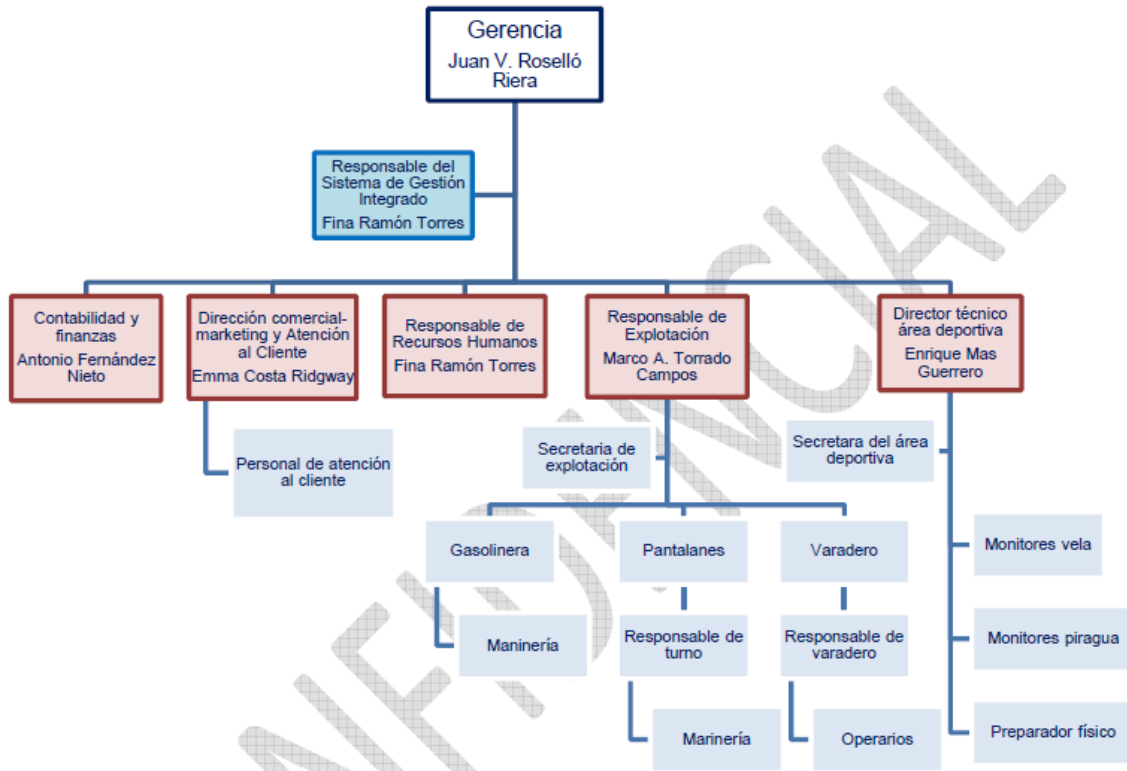 Gerencia
Juan V. Roselló
Riera
Responsable del
Sistema de Gestión
Integrado
Fina Ramón Torres
Contabilidad y
finanzas
Antonio Fernández
Nieto
Dirección comercial-
marketing y Atención
al Cliente
Emma Costa Ridgway
Responsable de
Recursos Humanos
Fina Ramón Torres
Responsable de
Explotación
Marco A. Torrado
Campos
Director técnico
área deportiva
Enrique Mas
Guerrero
Personal de atención
al cliente
Secretaria de
explotación
Secretara del área
deportiva
Gasolinera
Pantalanes
Varadero
Monitores vela
Maninería
Responsable de
turno
Responsable de
varadero
Monitores piragua
Marinería
Operarios
Preparador físico